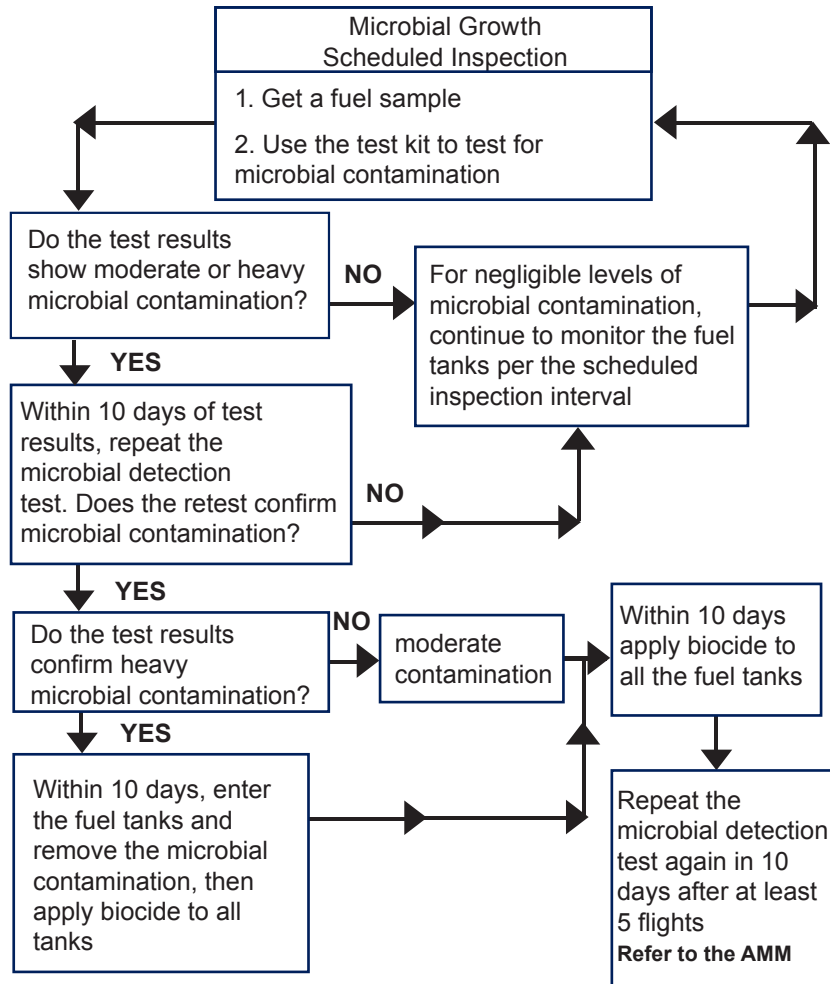 Microbial Growth
Scheduled Inspection
1. Get a fuel sample
2. Use the test kit to test for
microbial contamination
Do the test results
show moderate or heavy
microbial contamination?
NO
For negligible levels of
microbial contamination,
continue to monitor the fuel
tanks per the scheduled
inspection interval
YES
Within 10 days of test
results, repeat the
microbial detection
test. Does the retest confirm
microbial contamination?
NO
YES
Do the test results
confirm heavy
microbial contamination?
NO
moderate
contamination
Within 10 days
apply biocide to
all the fuel tanks
YES
Within 10 days, enter
the fuel tanks and
remove the microbial
contamination, then
apply biocide to all
tanks
Repeat the
microbial detection
test again in 10
days after at least
5 flights
Refer to the AMM